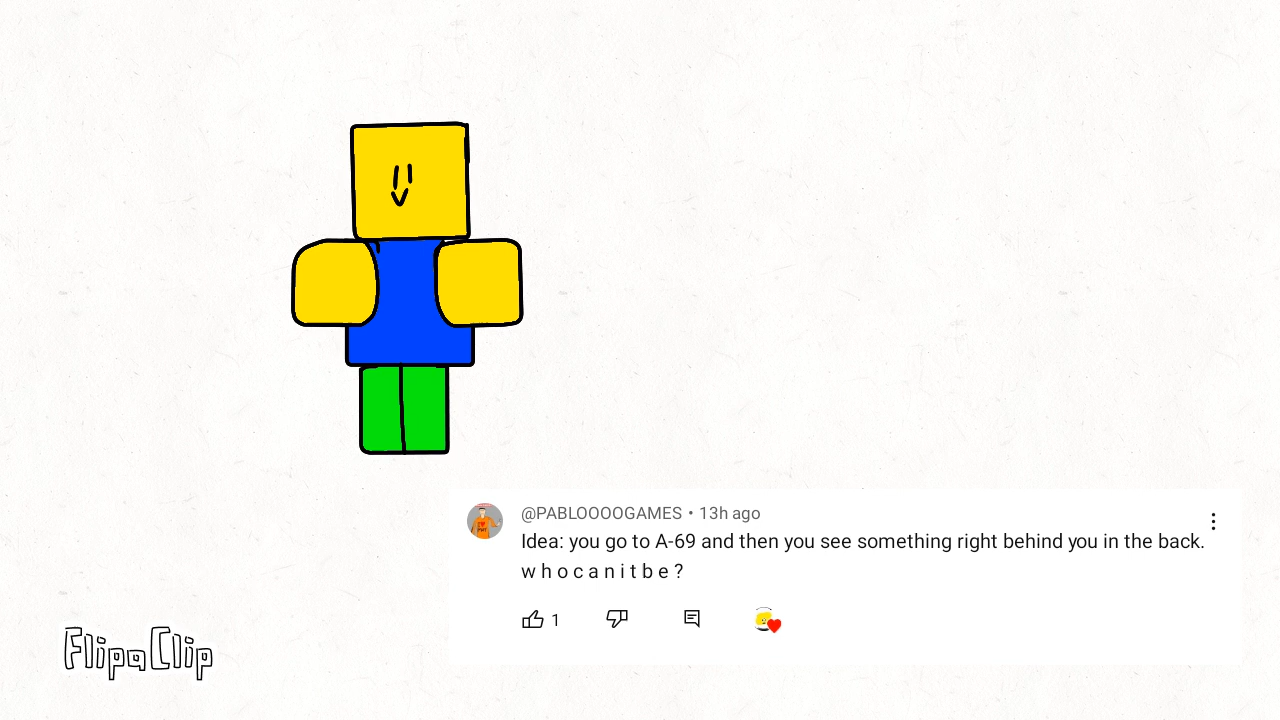 @PABLOOOOGAMES • 13h ago
Idea: you go to A-69 and then you see something right behind you in the back.
w h o c a n i t b e ?
1
FlipaClip